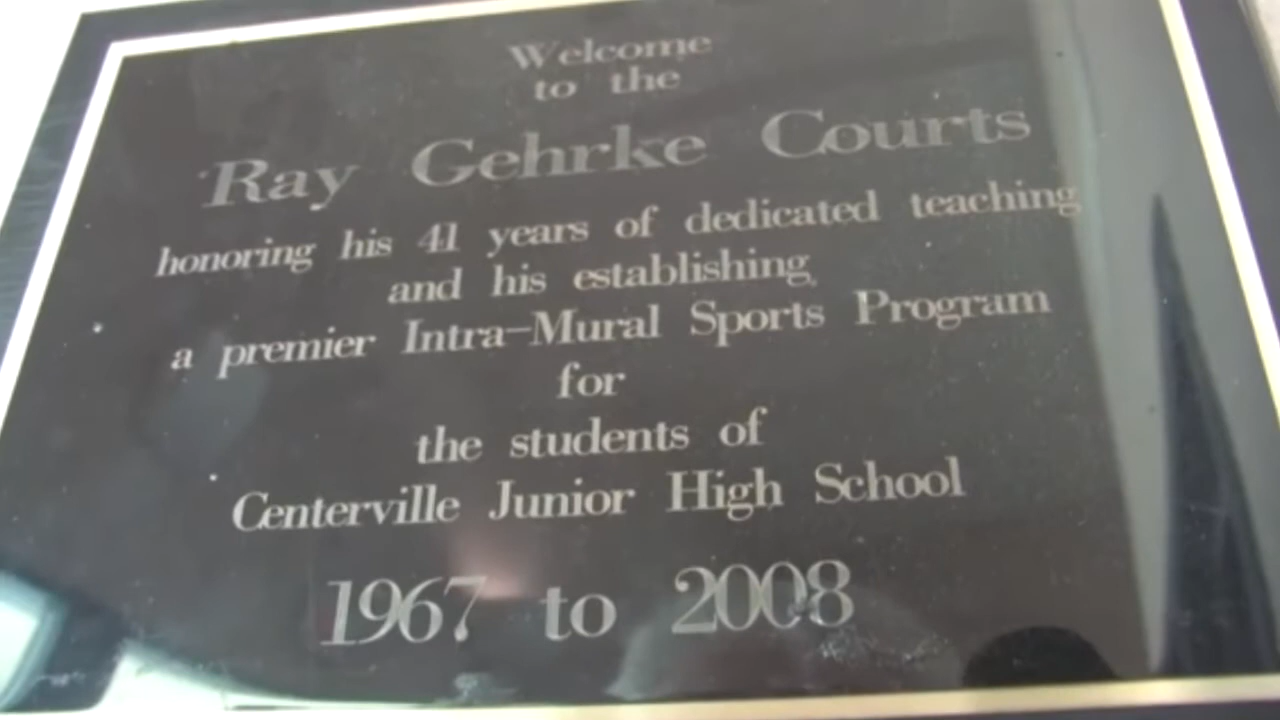 Welcome
to the
Ray Gehrke Courts
honoring his 41 years of dedicated teaching
and his establishing
a premier Intra-Mural Sports Program
for
the students of
Centerville Junior High School
1967 to 2008